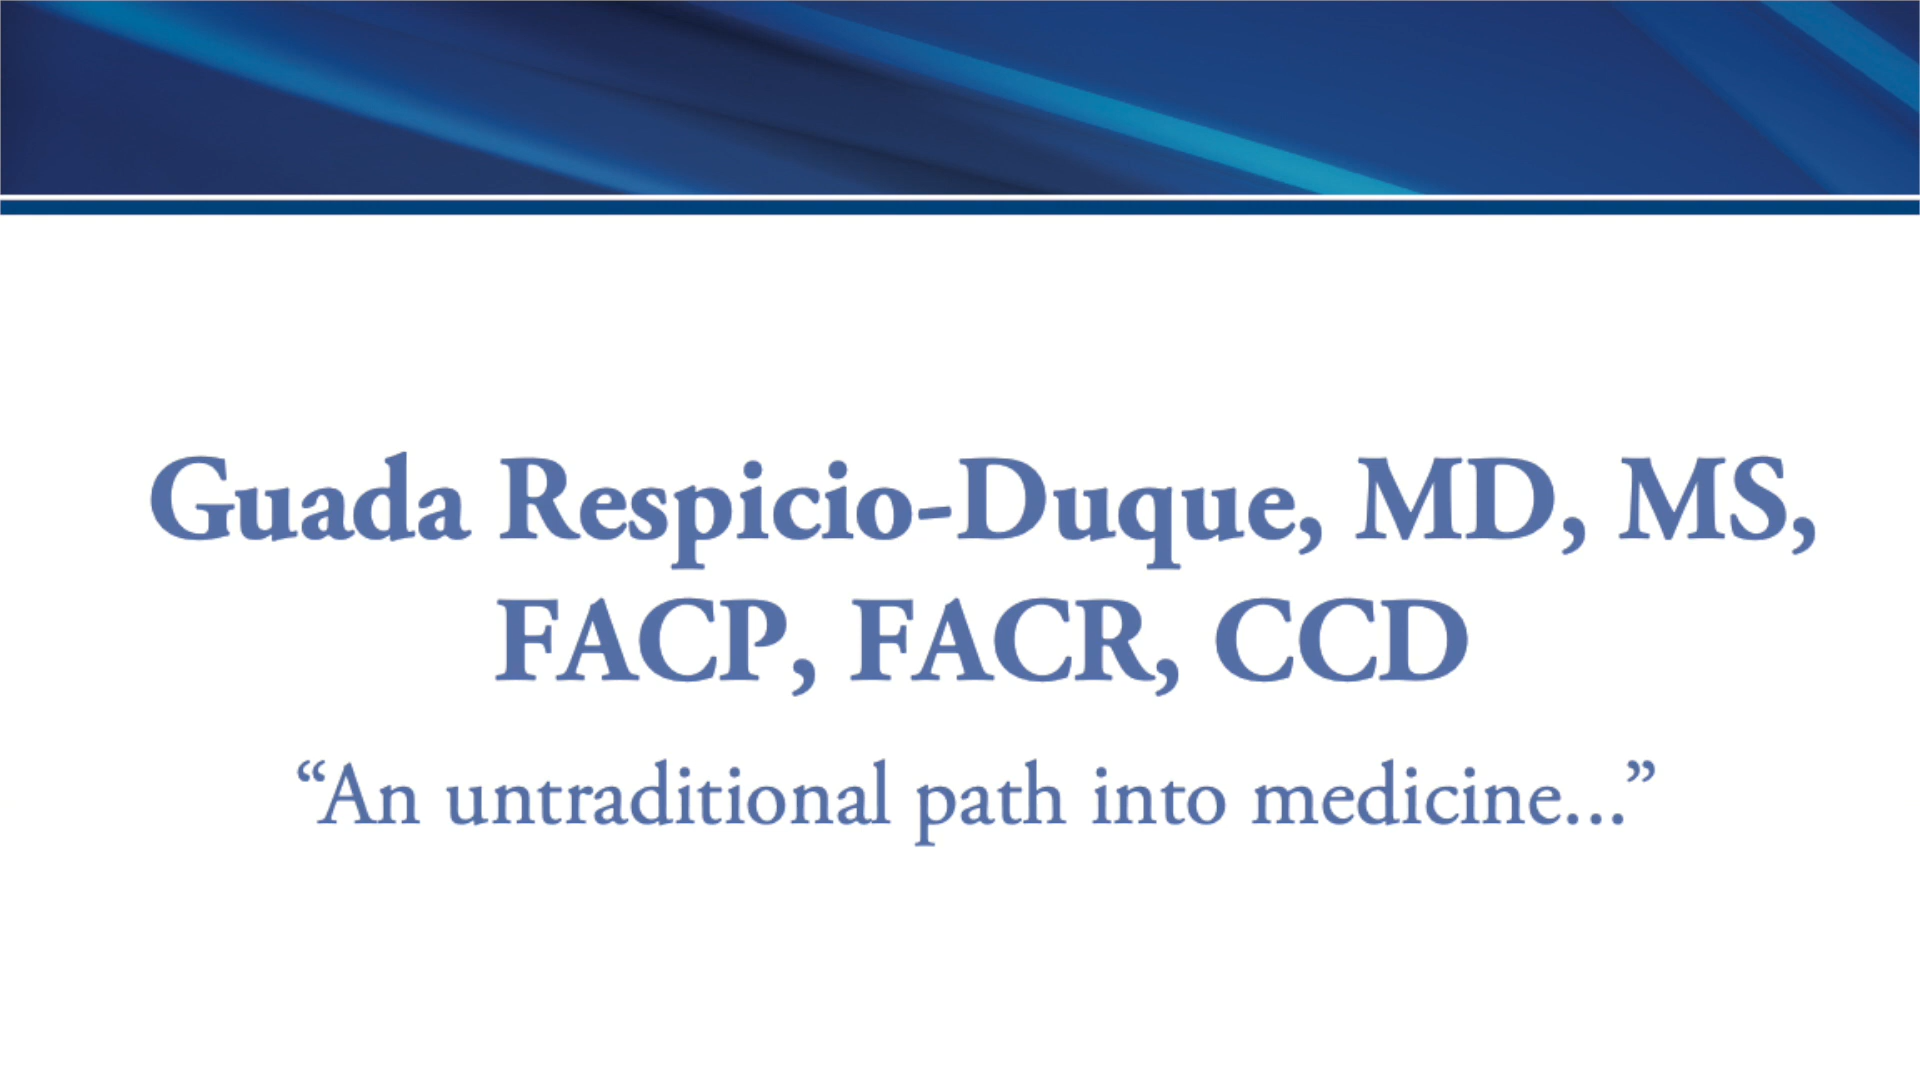 Guada Respicio-Duque, MD, MS,
FACP, FACR, CCD
“An untraditional path into medicine...”